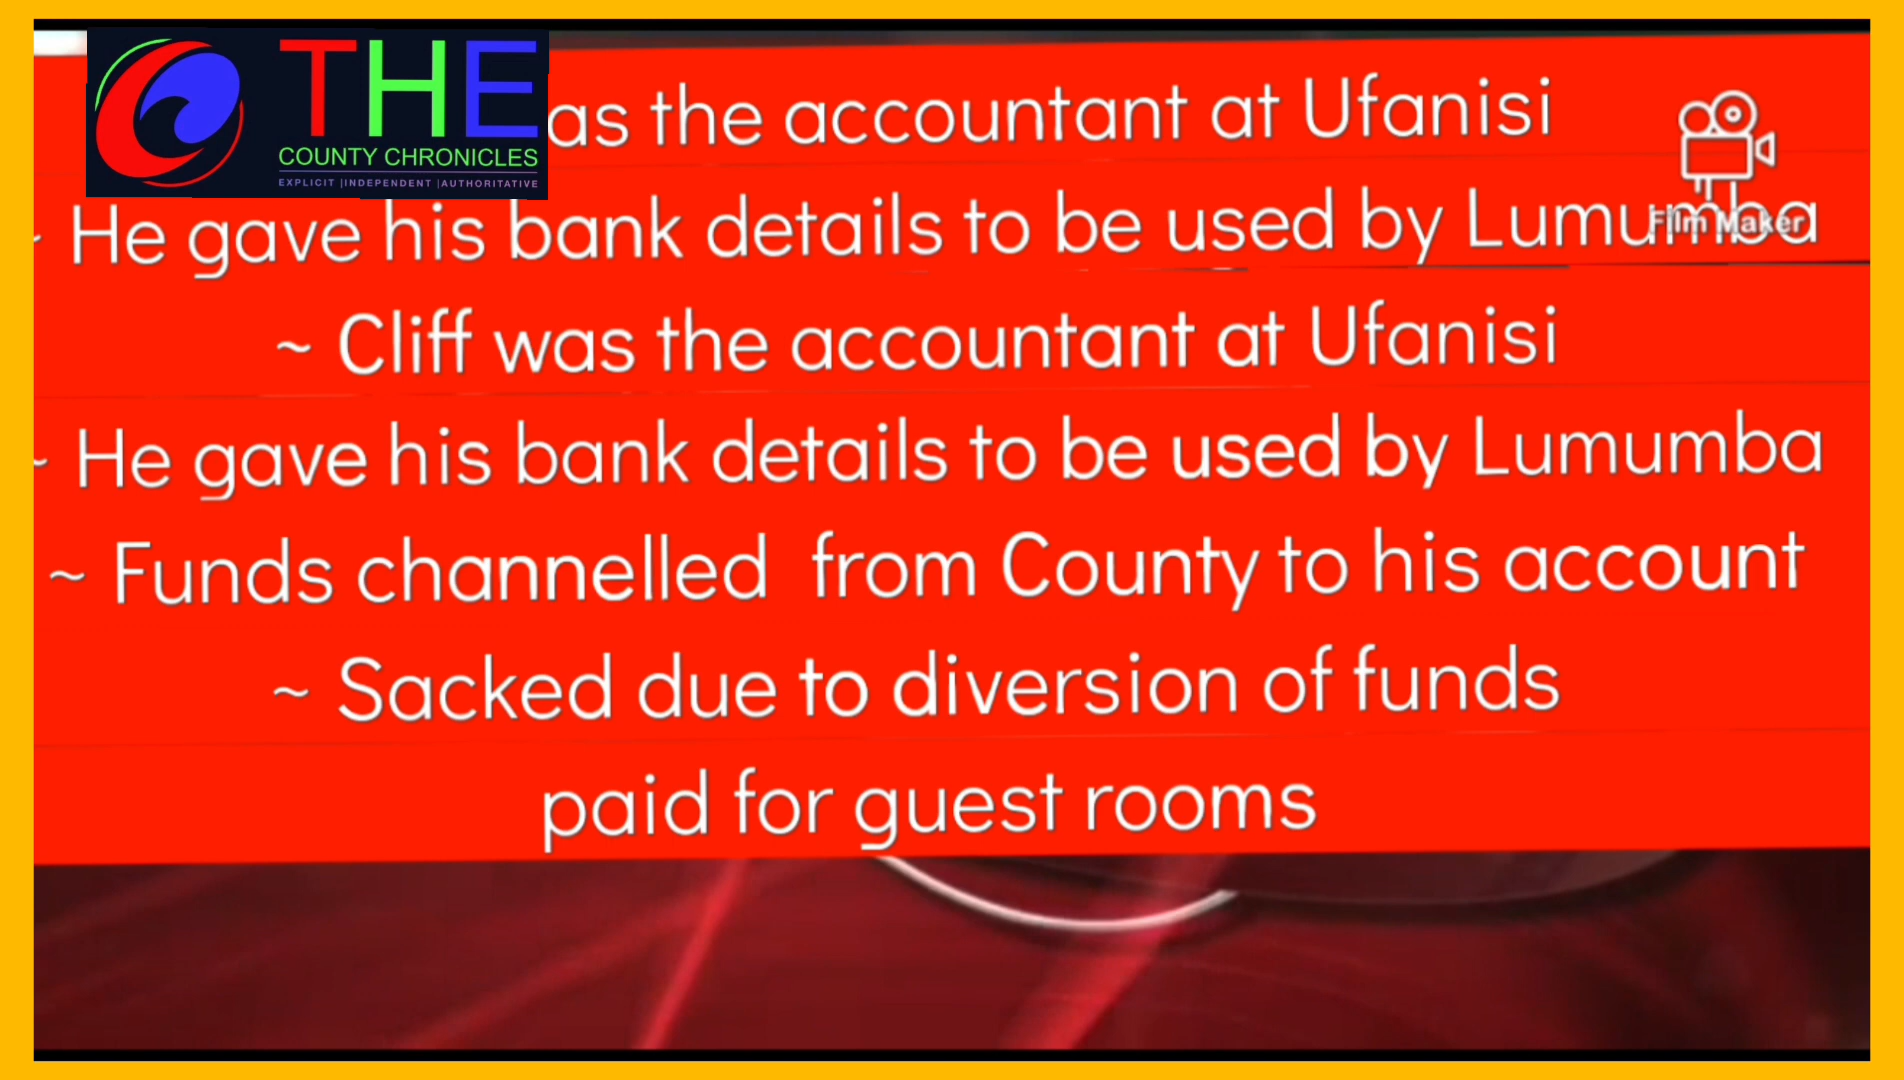 THE
COUNTY CHRONICLES
EXPLICIT |INDEPENDENT |AUTHORITATIVE
as the accountant at Ufanisi
~ He gave his bank details to be used by Lumumba
Film Maker
~ Cliff was the accountant at Ufanisi
~ He gave his bank details to be used by Lumumba
~ Funds channelled from County to his account
~ Sacked due to diversion of funds
paid for guest rooms